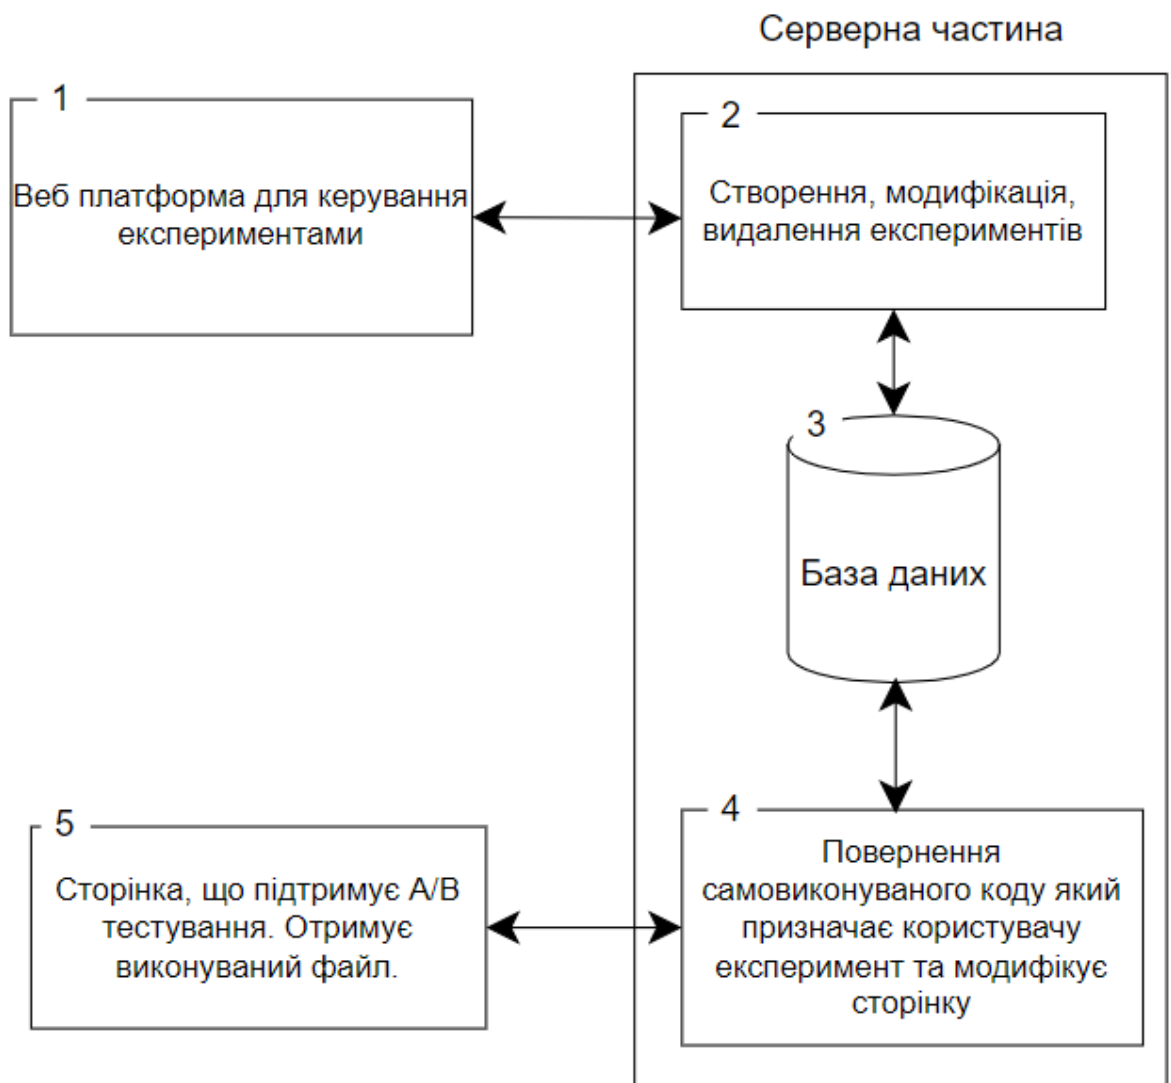 Серверна частина
1
Веб платформа для керування
експериментами
2
Створення, модифікація,
видалення експериментів
3
База даних
4
Повернення
самовиконуваного коду який
призначає користувачу
експеримент та модифікує
сторінку
5
Сторінка, що підтримує A/B
тестування. Отримує
виконуваний файл.